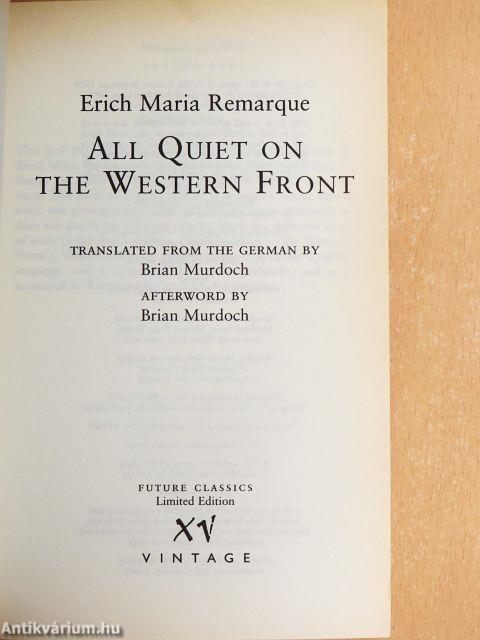 Erich Maria Remarque
ALL QUIET ON
THE WESTERN FRONT
TRANSLATED FROM THE GERMAN BY
Brian Murdoch
AFTERWORD BY
Brian Murdoch
FUTURE CLASSICS
Limited Edition
XV
VINTAGE
Antikvárium.hu